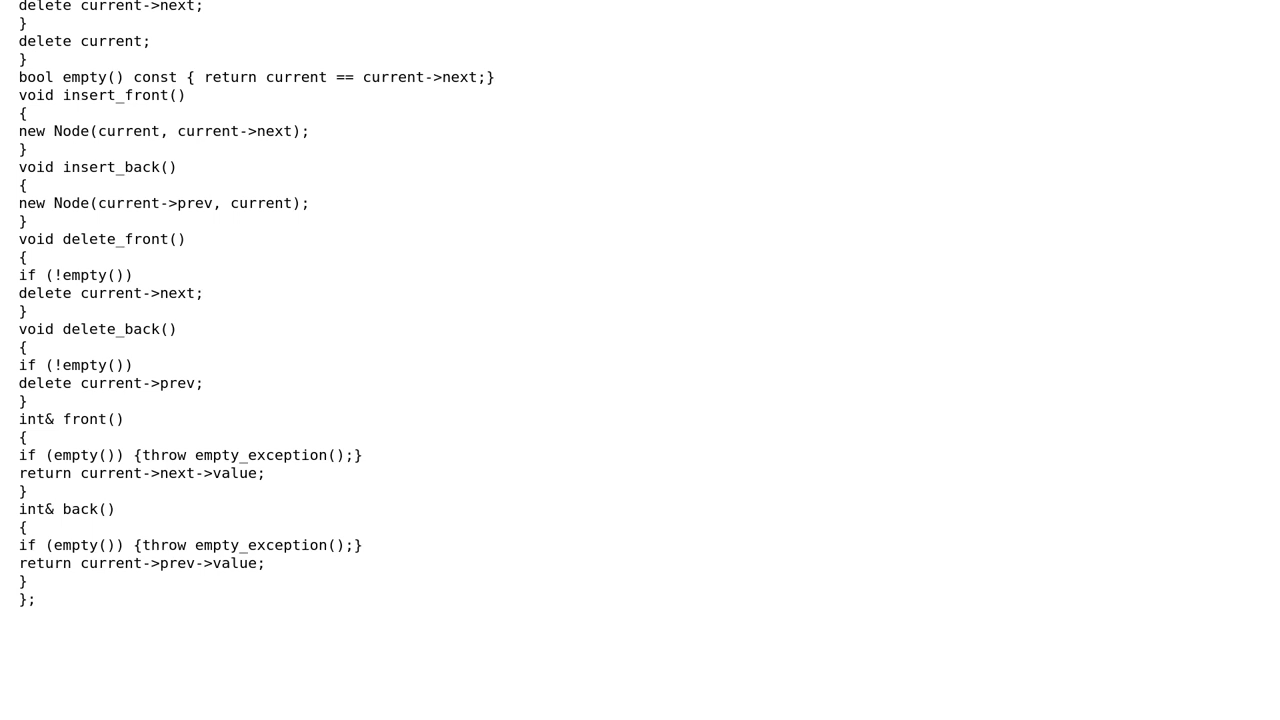 delete current->next;
}
delete current;
}
bool empty() const { return current == current->next;}
void insert_front()
{
new Node(current, current->next);
}
void insert_back()
{
new Node(current->prev, current);
}
void delete_front()
{
if (!empty())
delete current->next;
}
void delete_back()
{
if (!empty())
delete current->prev;
}
int& front()
{
if (empty()) {throw empty_exception();}
return current->next->value;
}
int& back()
{
if (empty()) {throw empty_exception();}
return current->prev->value;
}
};